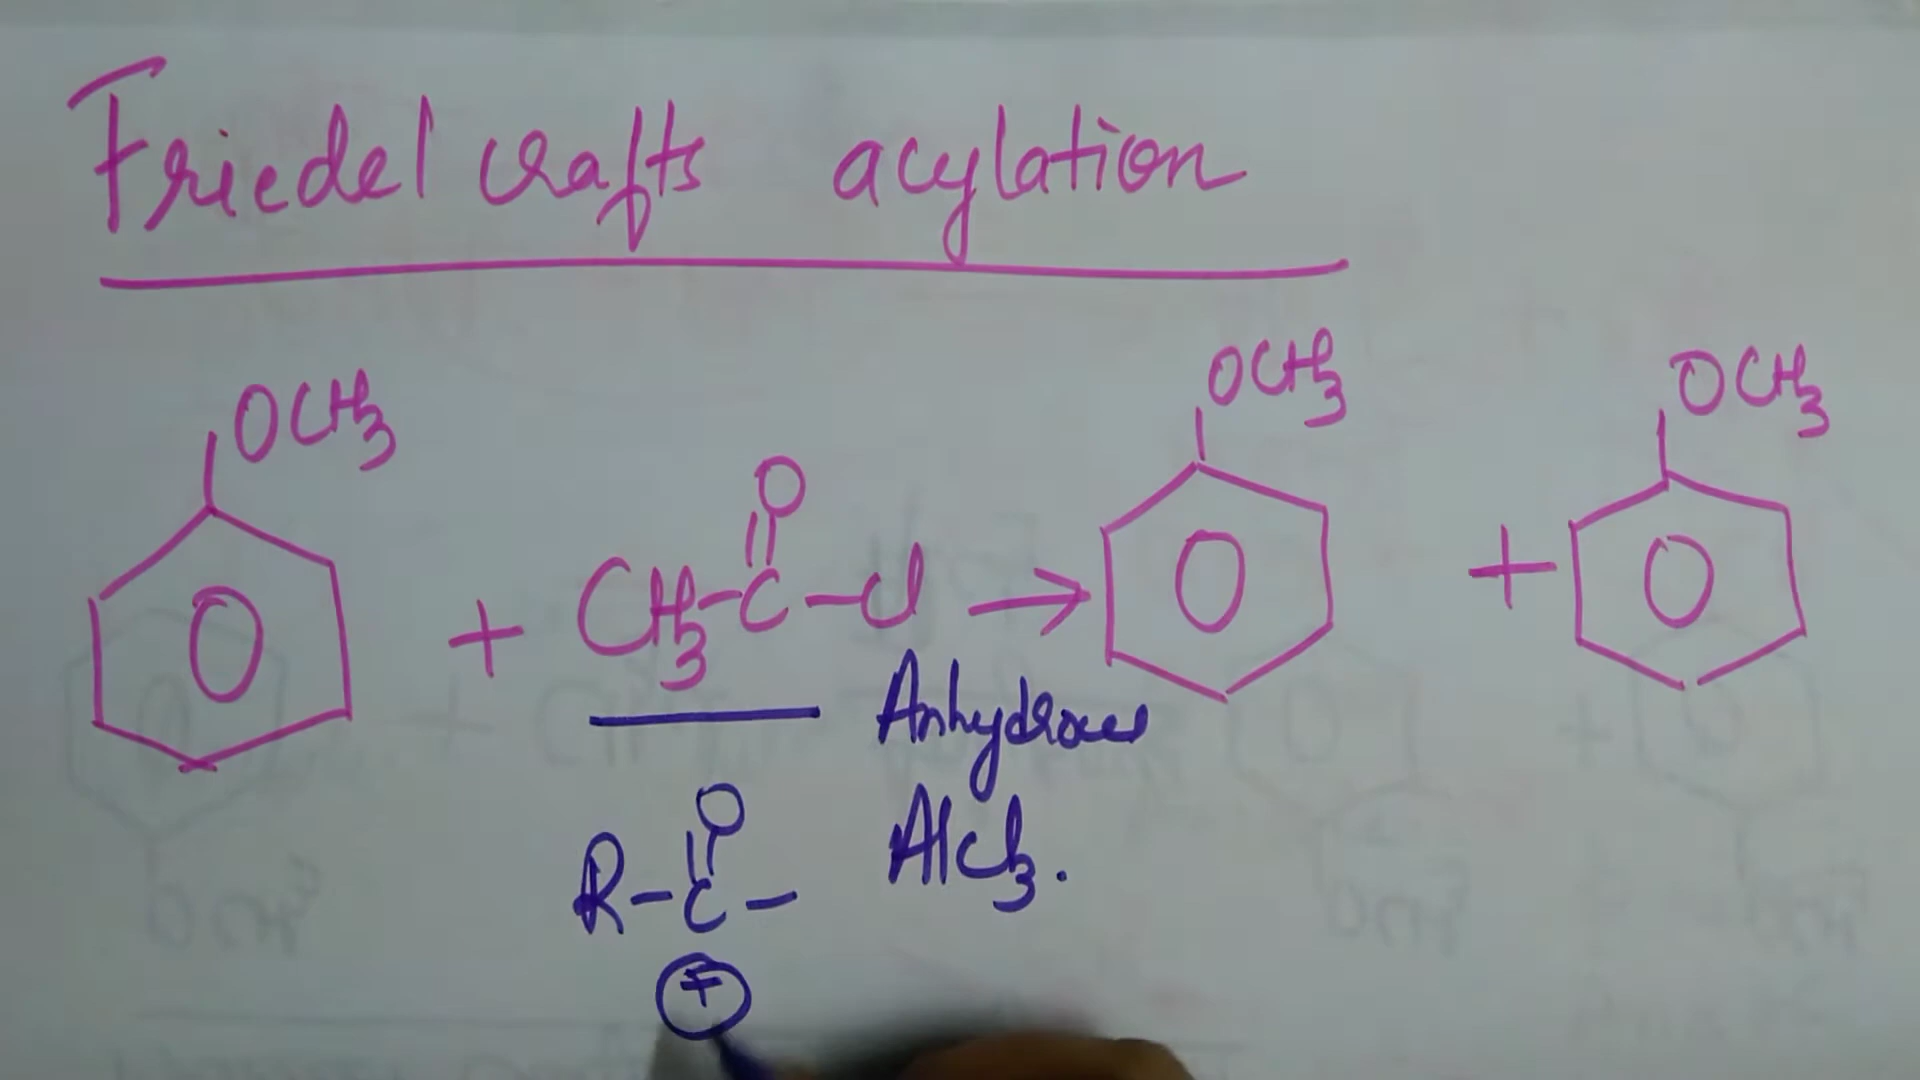 Friedel crafts acylation
OCH3
OCH3
OCH3
O
+ CH3-C-Cl → +
Anhydrous
AlCl3.
O
R-C-
+